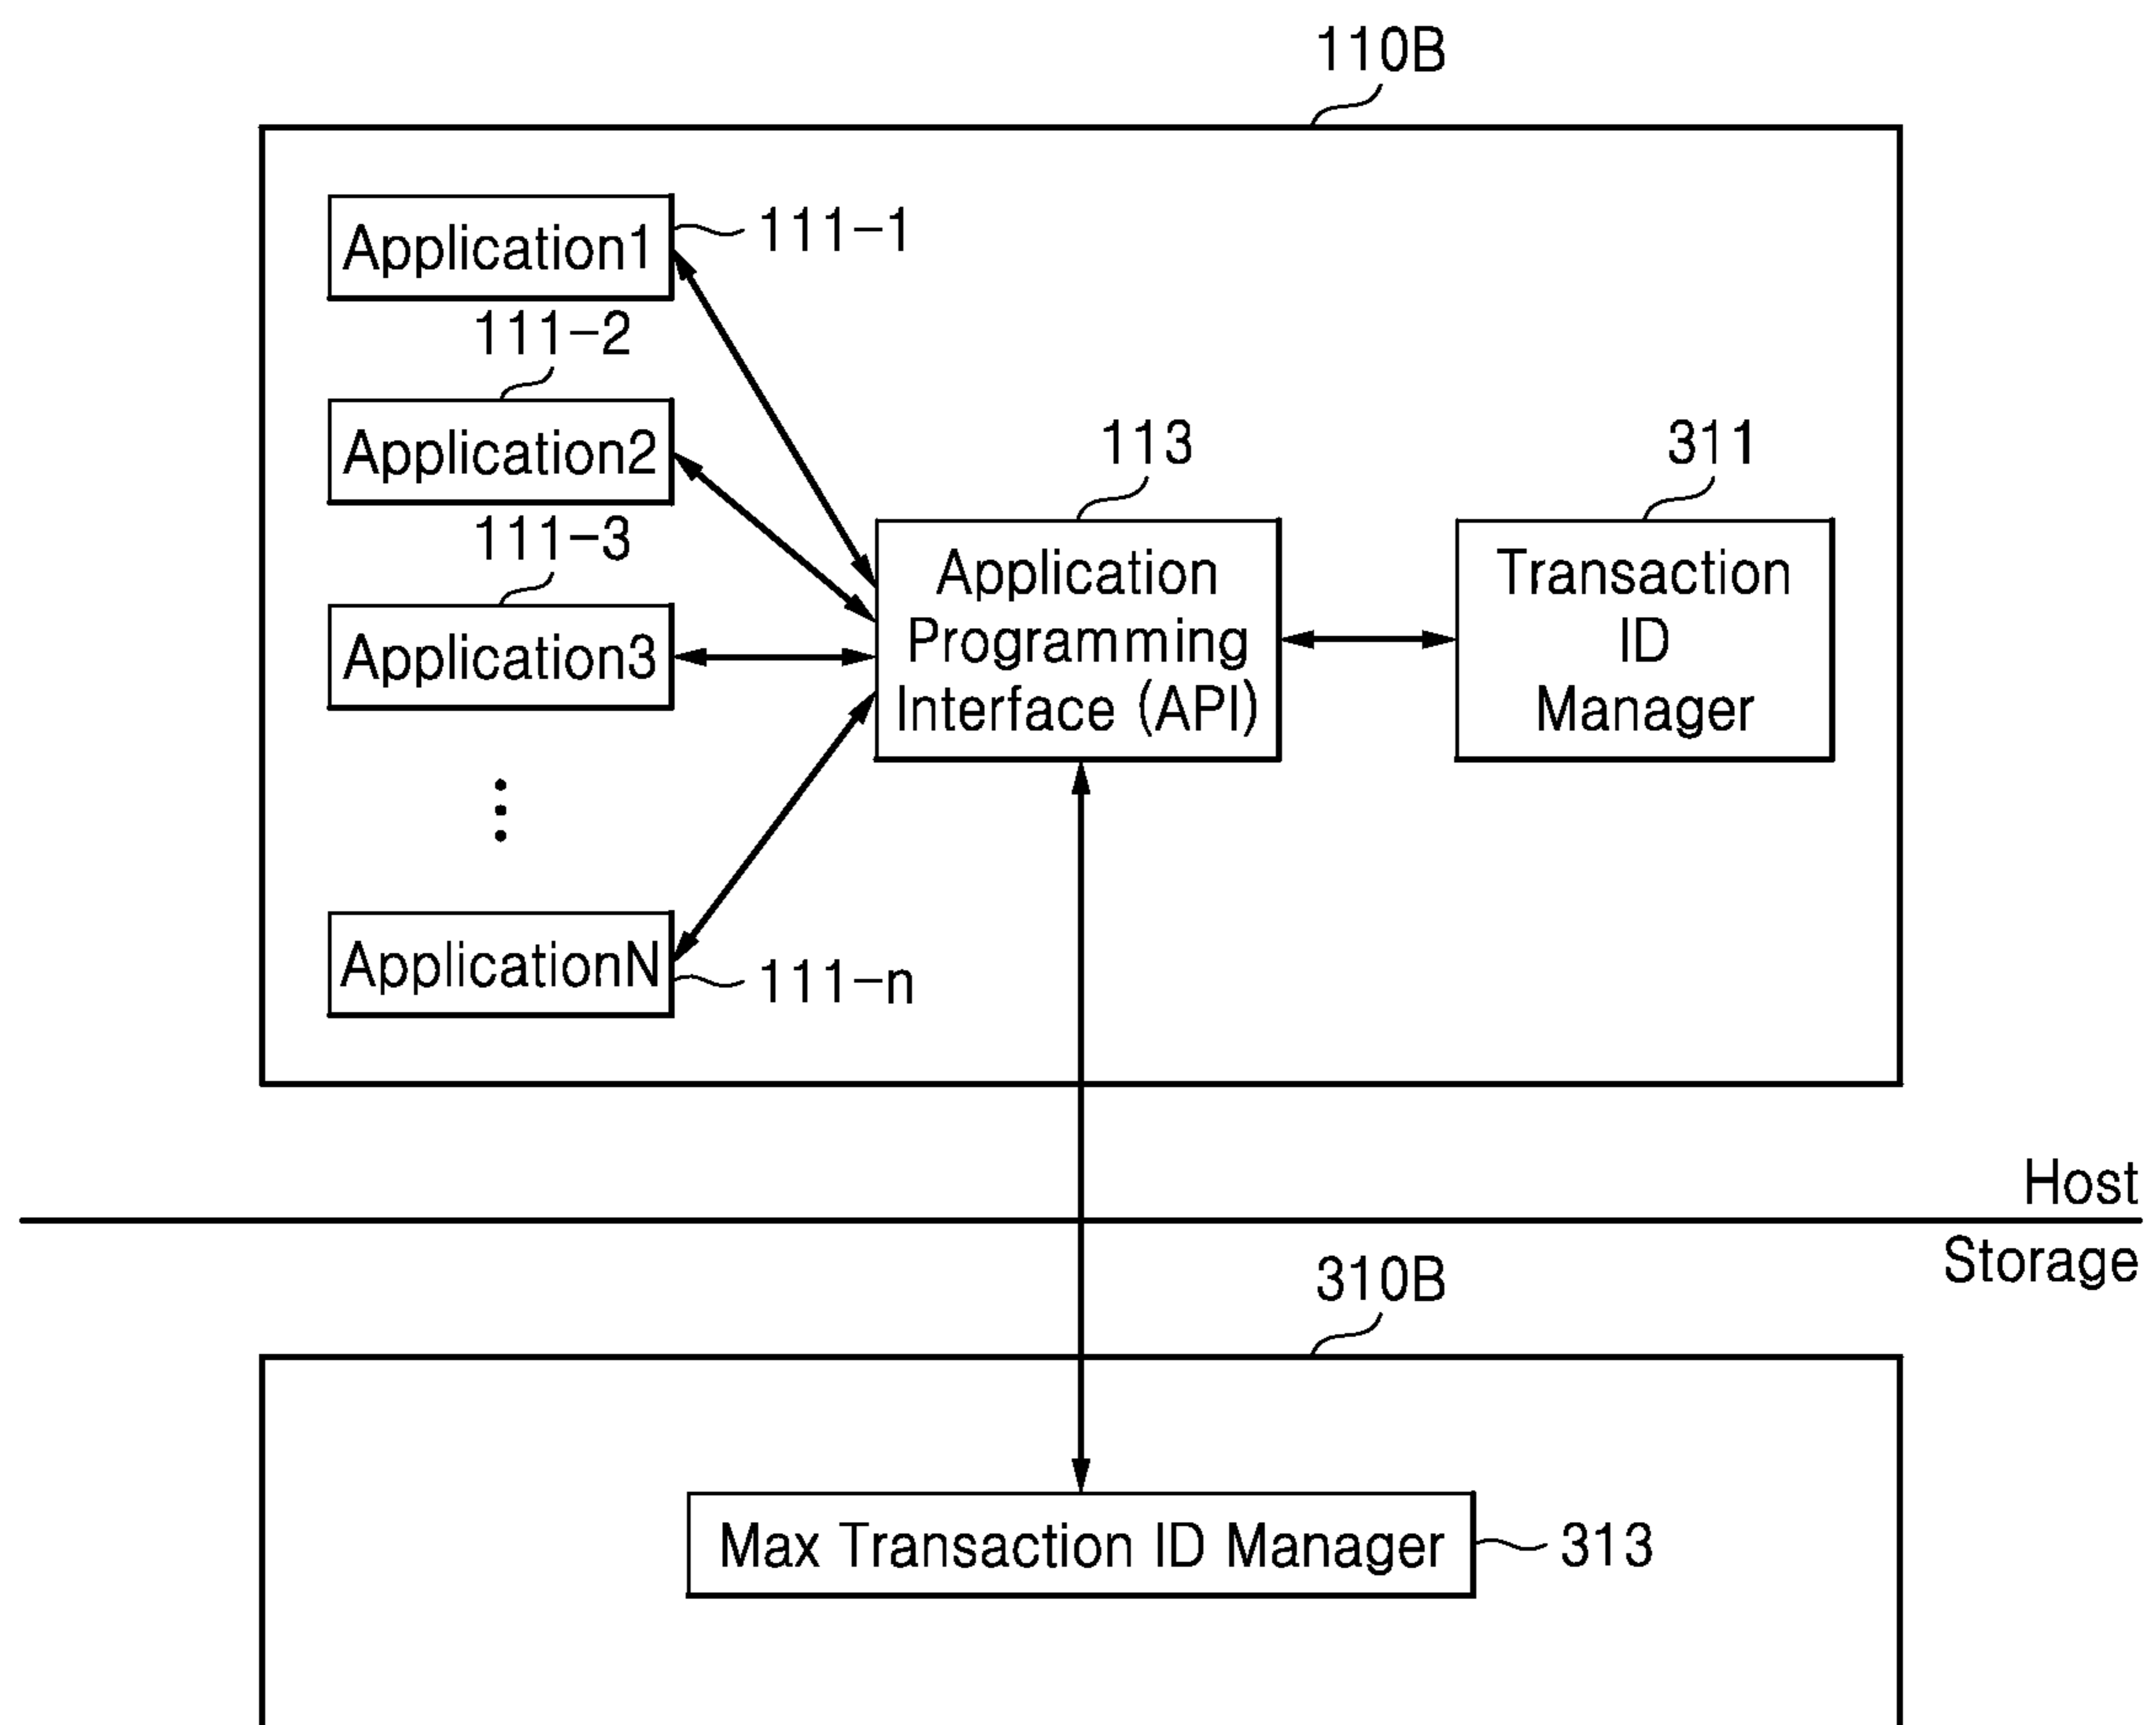 110B
Application1
111-1
111-2
Application2
111-3
Application3
113
Application
Programming
Interface (API)
311
Transaction
ID
Manager
ApplicationN
111-n
Host
Storage
310B
Max Transaction ID Manager
313